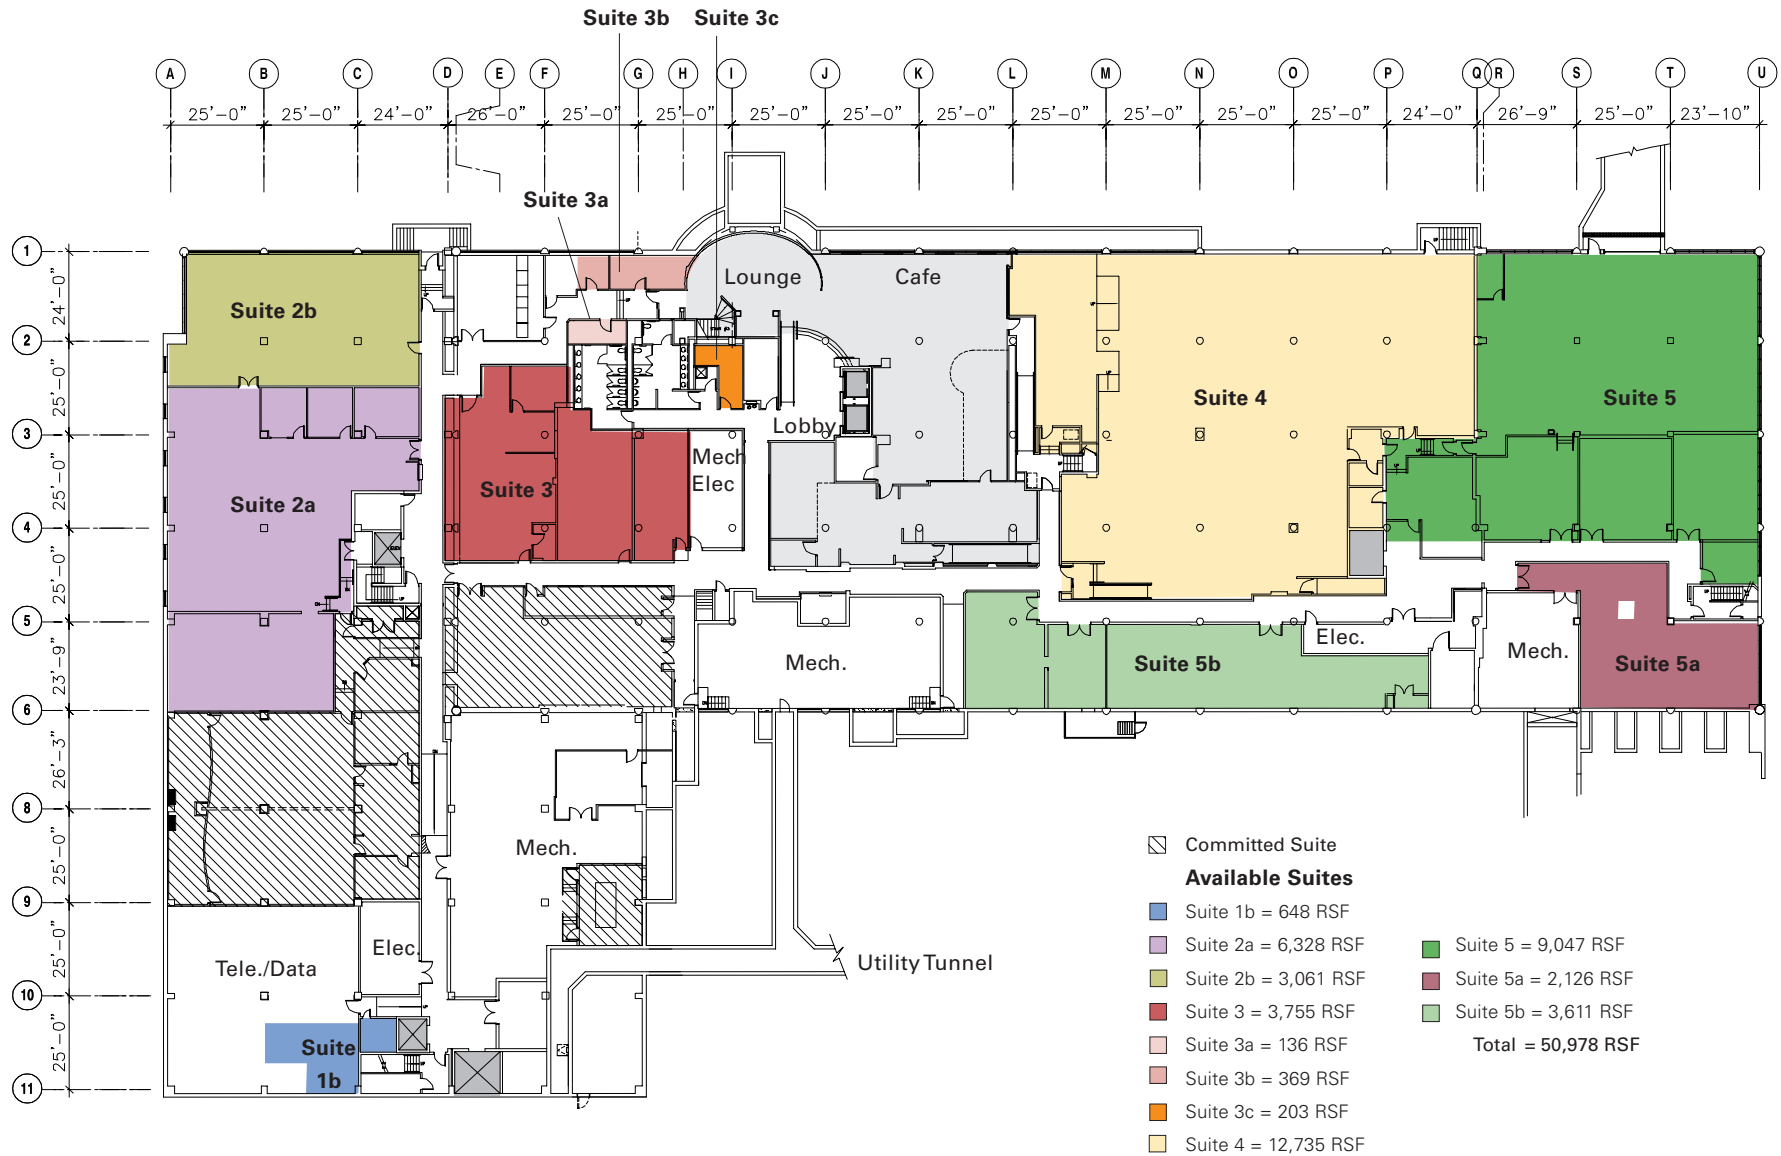 Suite 3b Suite 3c
A B C D E F G H I J K L M N O P Q R S T U
25'-0" 25'-0" 24'-0" 26'-0" 25'-0" 25'-0" 25'-0" 25'-0" 25'-0" 25'-0" 25'-0" 25'-0" 24'-0" 26'-9" 25'-0" 23'-10"
Suite 3a
1
24'-0"
2
25'-0"
3
25'-0"
4
25'-0"
5
23'-9"
6
26'-3"
8
25'-0"
9
25'-0"
10
25'-0"
11
Lounge
Cafe
Suite 2b
Suite 4
Suite 5
Lobby
Mech
Elec
Suite 3
Suite 2a
Elec.
Mech.
Mech.
Suite 5b
Suite 5a
Mech.
Elec.
Tele./Data
Utility Tunnel
Suite
1b
Committed Suite
Available Suites
Suite 1b = 648 RSF
Suite 2a = 6,328 RSF
Suite 2b = 3,061 RSF
Suite 3 = 3,755 RSF
Suite 3a = 136 RSF
Suite 3b = 369 RSF
Suite 3c = 203 RSF
Suite 4 = 12,735 RSF
Suite 5 = 9,047 RSF
Suite 5a = 2,126 RSF
Suite 5b = 3,611 RSF
Total = 50,978 RSF